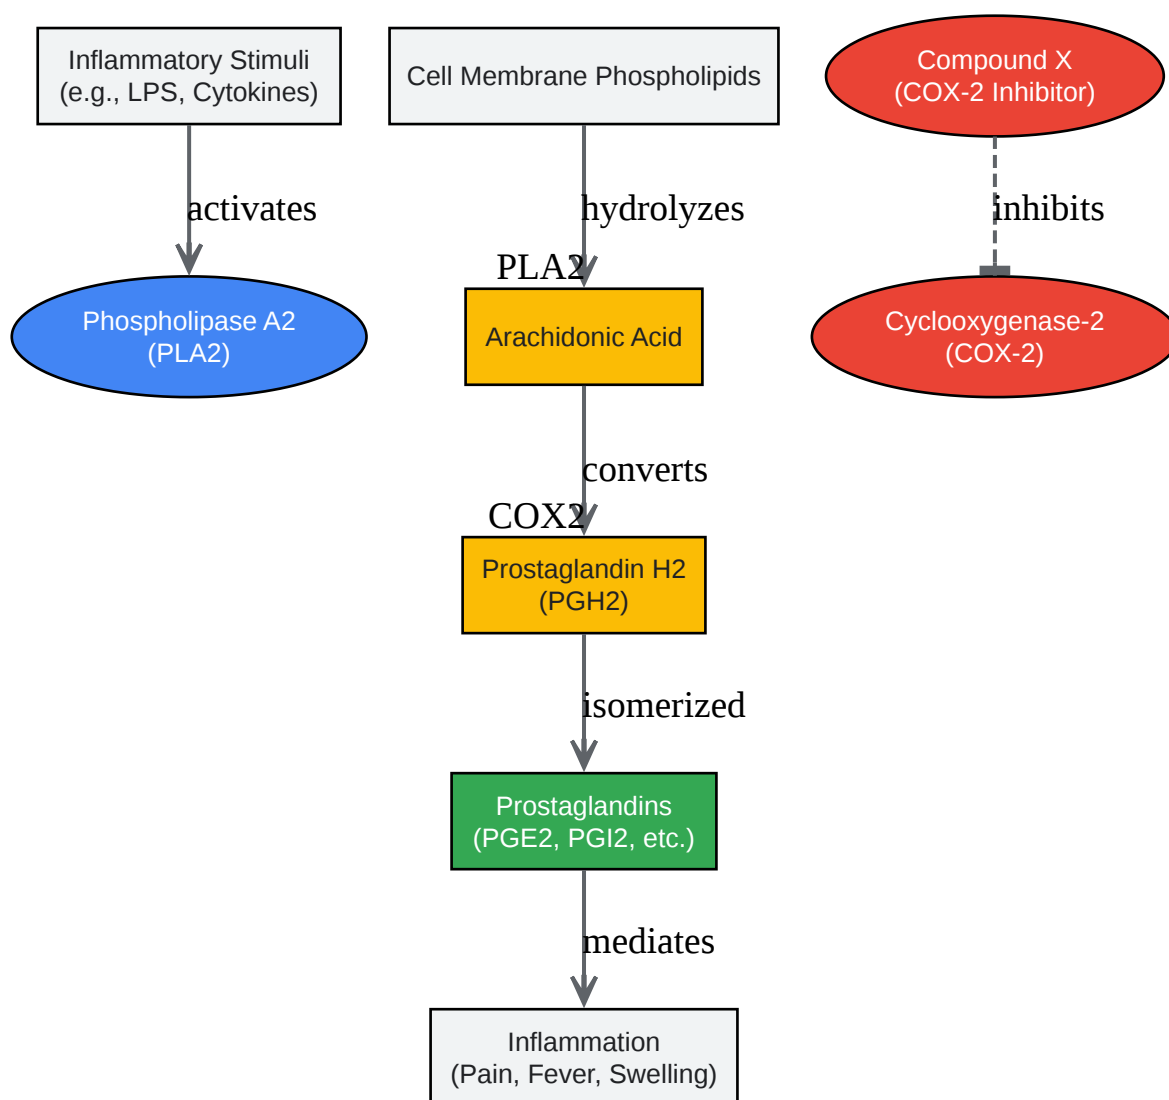 Inflammatory Stimuli
(e.g., LPS, Cytokines)
Cell Membrane Phospholipids
Compound X
(COX-2 Inhibitor)
activates
hydrolyzes
inhibits
PLA2
Phospholipase A2
(PLA2)
Arachidonic Acid
Cyclooxygenase-2
(COX-2)
converts
COX2
Prostaglandin H2
(PGH2)
isomerized
Prostaglandins
(PGE2, PGI2, etc.)
mediates
Inflammation
(Pain, Fever, Swelling)